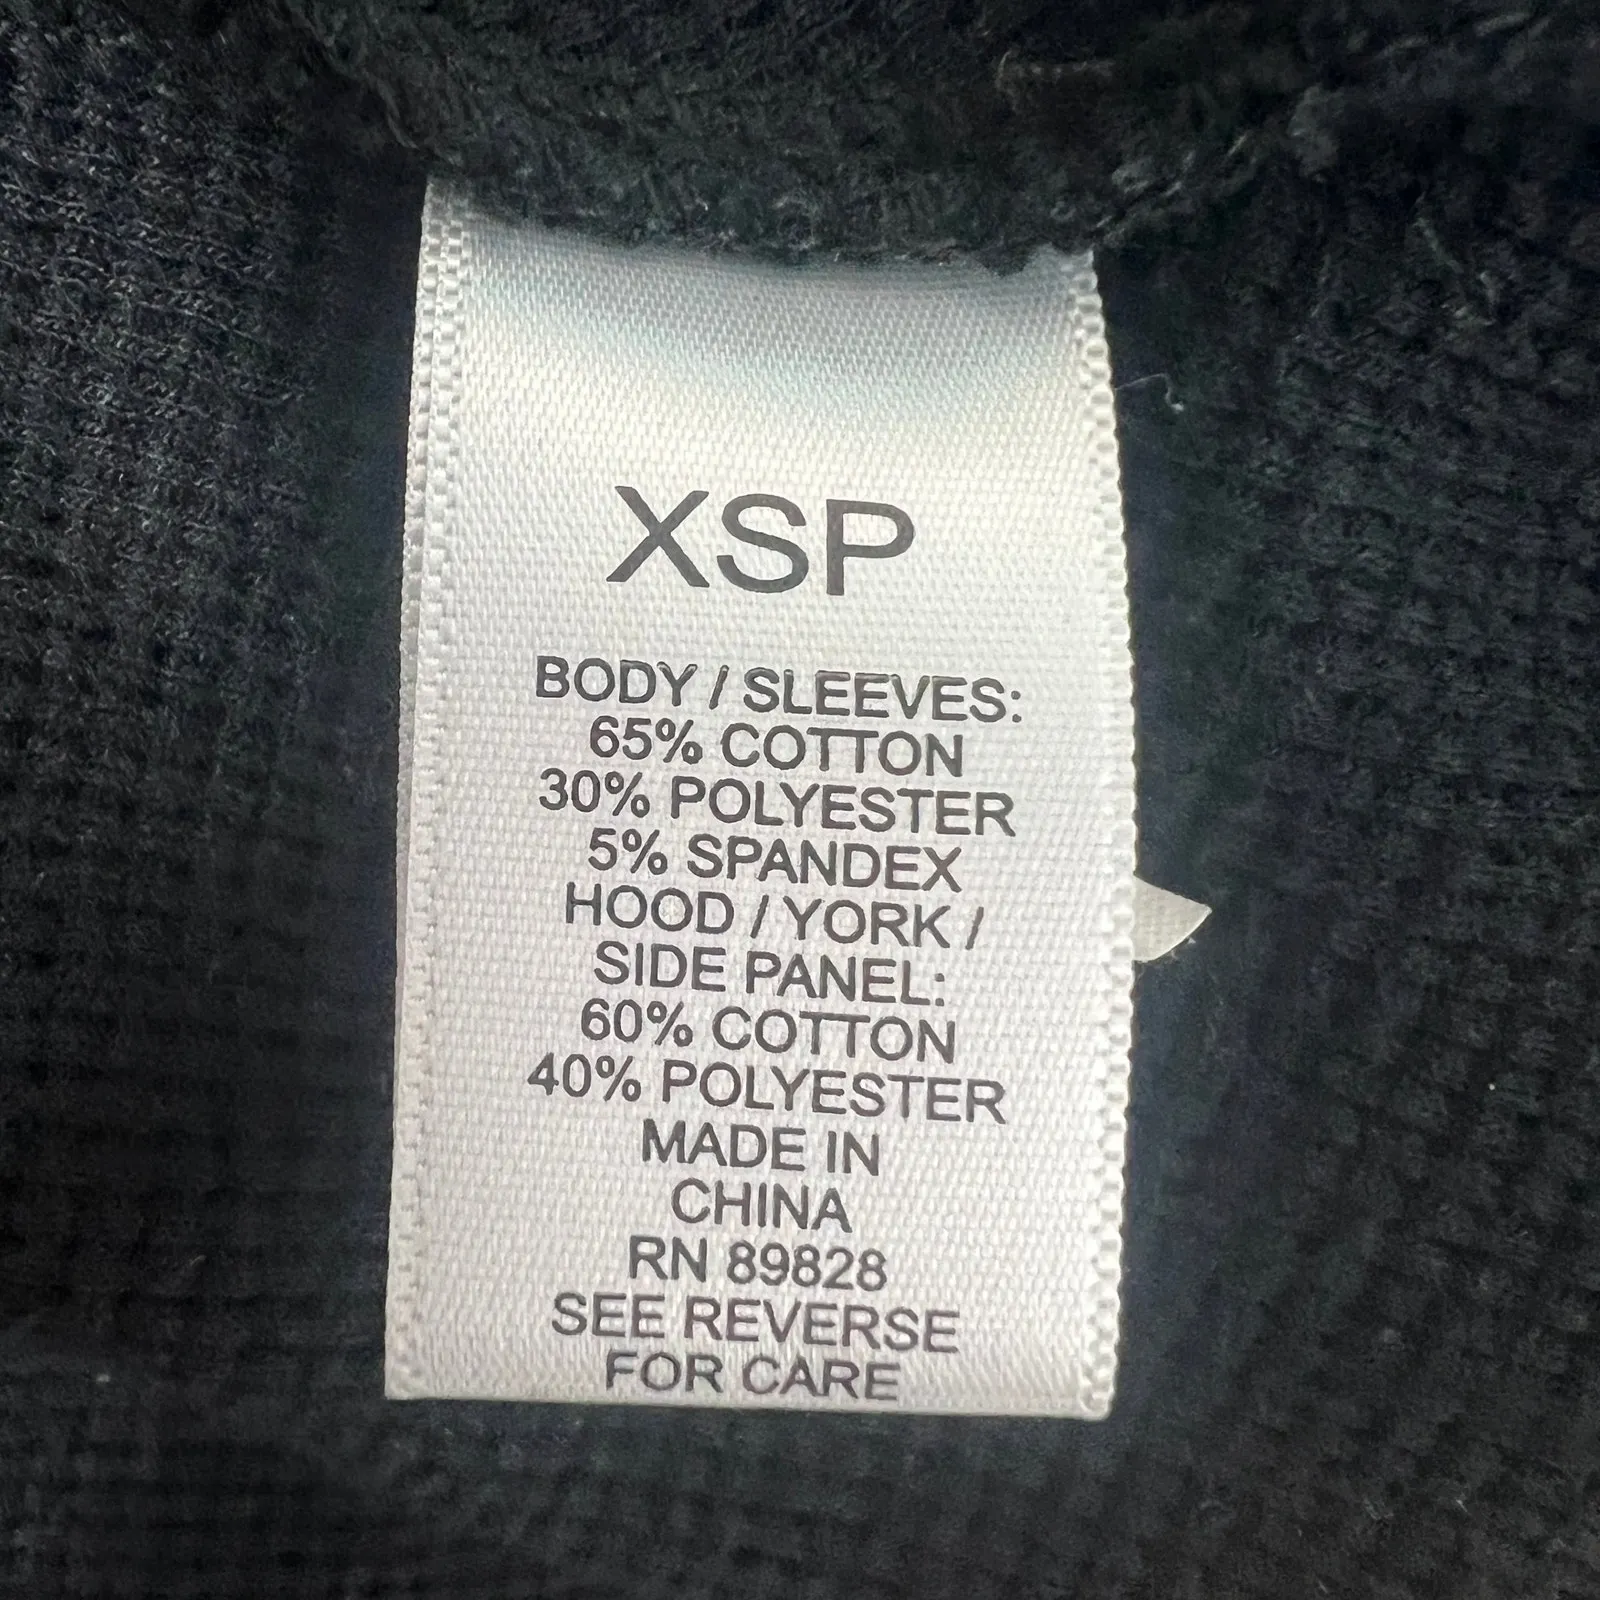 XSP
BODY / SLEEVES:
65% COTTON
30% POLYESTER
5% SPANDEX
HOOD / YORK /
SIDE PANEL:
60% COTTON
40% POLYESTER
MADE IN
CHINA
RN 89828
SEE REVERSE
FOR CARE